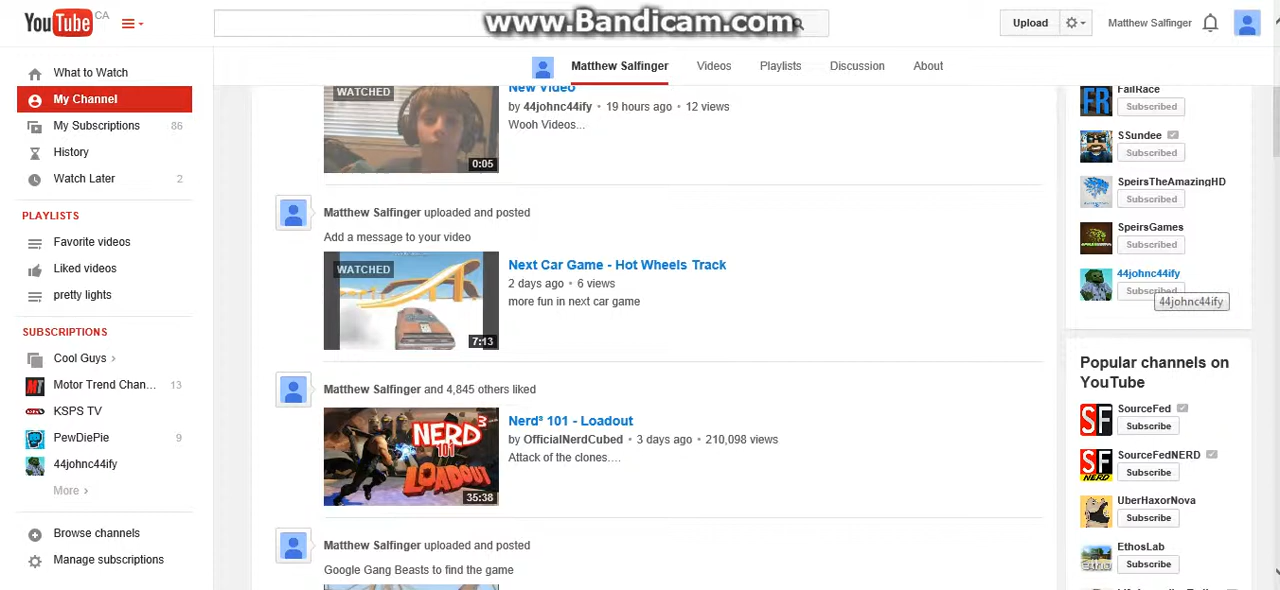 YouTube CA
www.Bandicam.com
Upload
Matthew Salfinger
What to Watch
My Channel
My Subscriptions 86
History
Watch Later 2
PLAYLISTS
Favorite videos
Liked videos
pretty lights
SUBSCRIPTIONS
Cool Guys ›
Motor Trend Chan... 13
KSPS TV
PewDiePie 9
44johnc44ify
More ›
Browse channels
Manage subscriptions
Matthew Salfinger Videos Playlists Discussion About
WATCHED
0:05
New Video
by 44johnc44ify • 19 hours ago • 12 views
Wooh Videos...
Matthew Salfinger uploaded and posted
Add a message to your video
WATCHED
7:13
Next Car Game - Hot Wheels Track
2 days ago • 6 views
more fun in next car game
Matthew Salfinger and 4,845 others liked
NERD³
101
LOADOUT
35:38
Nerd³ 101 - Loadout
by OfficialNerdCubed • 3 days ago • 210,098 views
Attack of the clones....
Matthew Salfinger uploaded and posted
Google Gang Beasts to find the game
FR
FailRace
Subscribed
SSundee
Subscribed
SpeirsTheAmazingHD
Subscribed
SpeirsGames
Subscribed
44johnc44ify
Subscribed
44johnc44ify
Popular channels on
YouTube
SF
SourceFed
Subscribe
SF
NERD
SourceFedNERD
Subscribe
UberHaxorNova
Subscribe
EthosLab
Subscribe